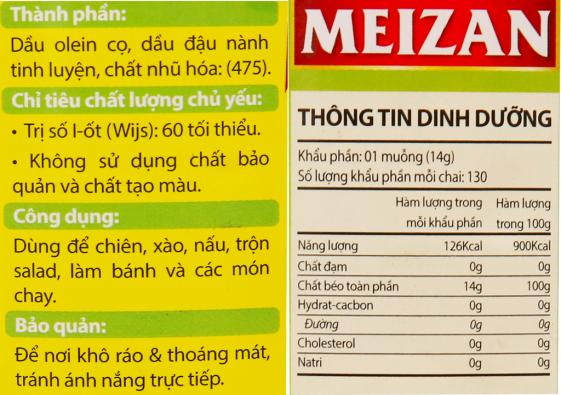 Thành phần:
Dầu olein cọ, dầu đậu nành
tinh luyện, chất nhũ hóa: (475).
Chỉ tiêu chất lượng chủ yếu:
• Trị số I-ốt (Wijs): 60 tối thiểu.
• Không sử dụng chất bảo
quản và chất tạo màu.
Công dụng:
Dùng để chiên, xào, nấu, trộn
salad, làm bánh và các món
chay.
Bảo quản:
Để nơi khô ráo & thoáng mát,
tránh ánh nắng trực tiếp.
MEIZAN
THÔNG TIN DINH DƯỠNG
Khẩu phần: 01 muỗng (14g)
Số lượng khẩu phần mỗi chai: 130
Hàm lượng trong Hàm lượng
mỗi khẩu phần trong 100g
Năng lượng 126Kcal 900Kcal
Chất đạm 0g 0g
Chất béo toàn phần 14g 100g
Hydrat-cacbon 0g 0g
Đường 0g 0g
Cholesterol 0g 0g
Natri 0g 0g